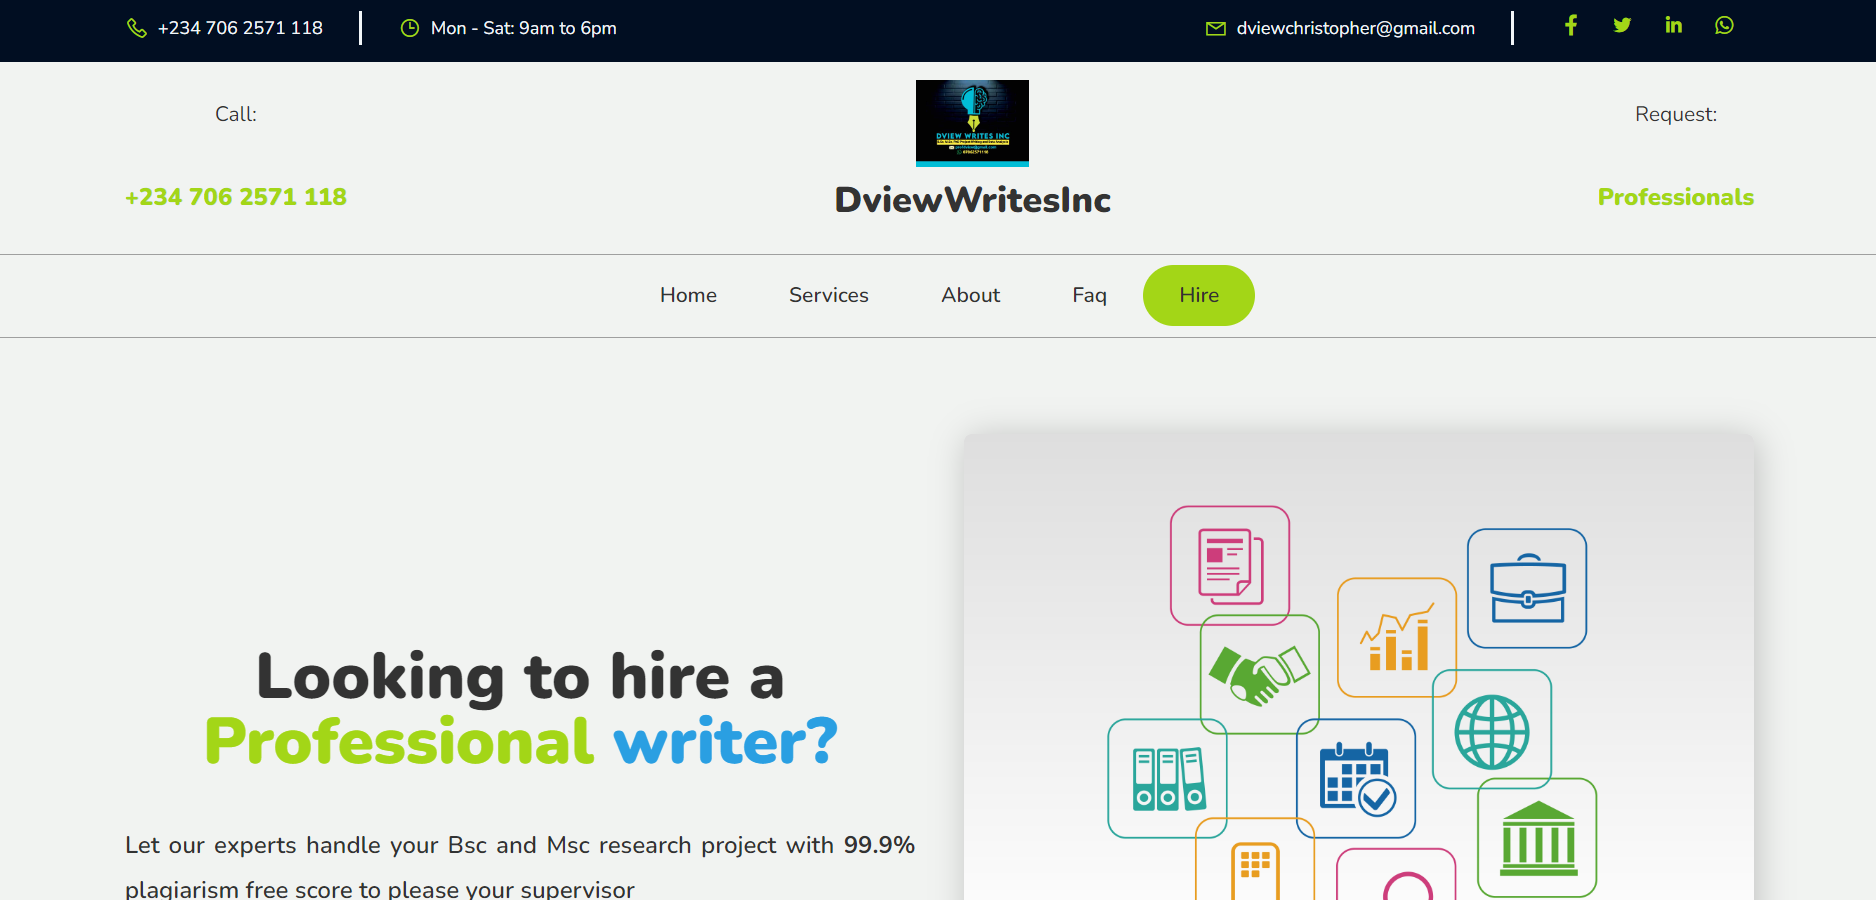 +234 706 2571 118
Mon - Sat: 9am to 6pm
dviewchristopher@gmail.com
Call:
+234 706 2571 118
DVIEW WRITES INC
DviewWritesInc
Request:
Professionals
Home
Services
About
Faq
Hire
Looking to hire a
Professional writer?
Let our experts handle your Bsc and Msc research project with 99.9%
plagiarism free score to please your supervisor